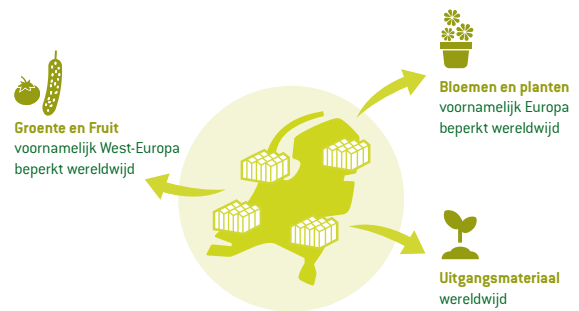 Groente en Fruit
voornamelijk West-Europa
beperkt wereldwijd
Bloemen en planten
voornamelijk Europa
beperkt wereldwijd
Uitgangsmateriaal
wereldwijd